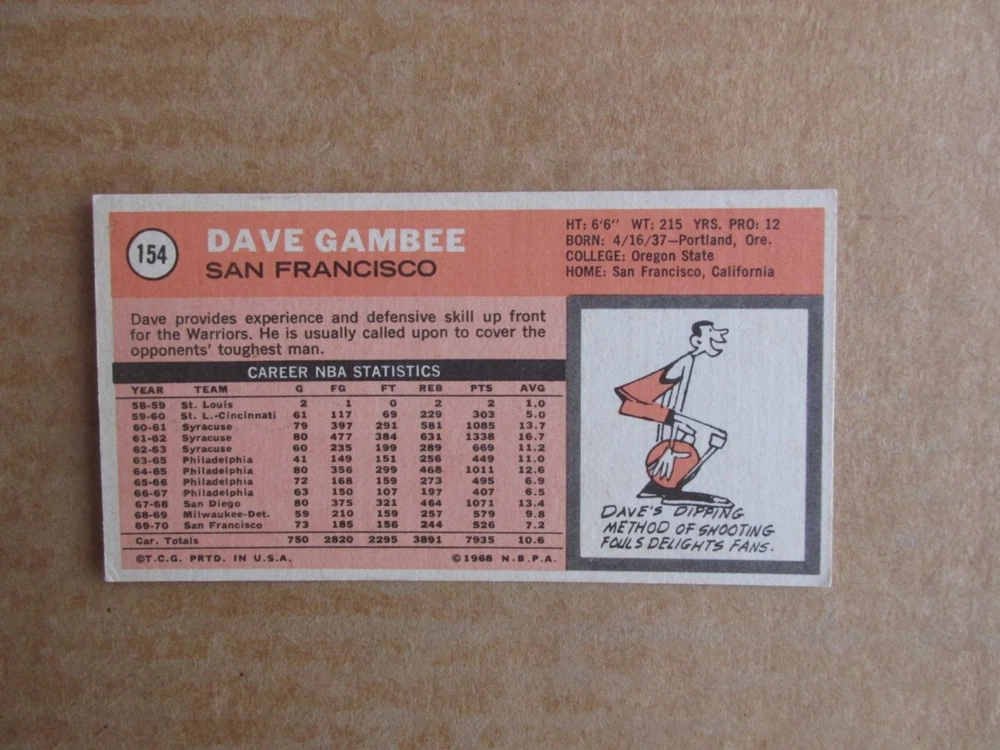 154
DAVE GAMBEE
SAN FRANCISCO
HT: 6'6" WT: 215 YRS. PRO: 12
BORN: 4/16/37—Portland, Ore.
COLLEGE: Oregon State
HOME: San Francisco, California
Dave provides experience and defensive skill up front
for the Warriors. He is usually called upon to cover the
opponents' toughest man.
CAREER NBA STATISTICS
YEAR TEAM G FG FT REB PTS AVG
58-59 St. Louis 2 1 0 2 2 1.0
59-60 St. L.-Cincinnati 61 117 69 229 303 5.0
60-61 Syracuse 79 397 291 581 1085 13.7
61-62 Syracuse 80 477 384 631 1338 16.7
62-63 Syracuse 60 235 199 289 669 11.2
63-65 Philadelphia 41 149 151 256 449 11.0
64-65 Philadelphia 80 356 299 468 1011 12.6
65-66 Philadelphia 72 168 159 273 495 6.9
66-67 Philadelphia 63 150 107 197 407 6.5
67-68 San Diego 80 375 321 464 1071 13.4
68-69 Milwaukee-Det. 59 210 159 257 579 9.8
69-70 San Francisco 73 185 156 244 526 7.2
Car. Totals 750 2820 2295 3891 7935 10.6
©T.C.G. PRTD. IN U.S.A. ©1968 N.B.P.A.
DAVE'S DIPPING
METHOD OF SHOOTING
FOULS DELIGHTS FANS.